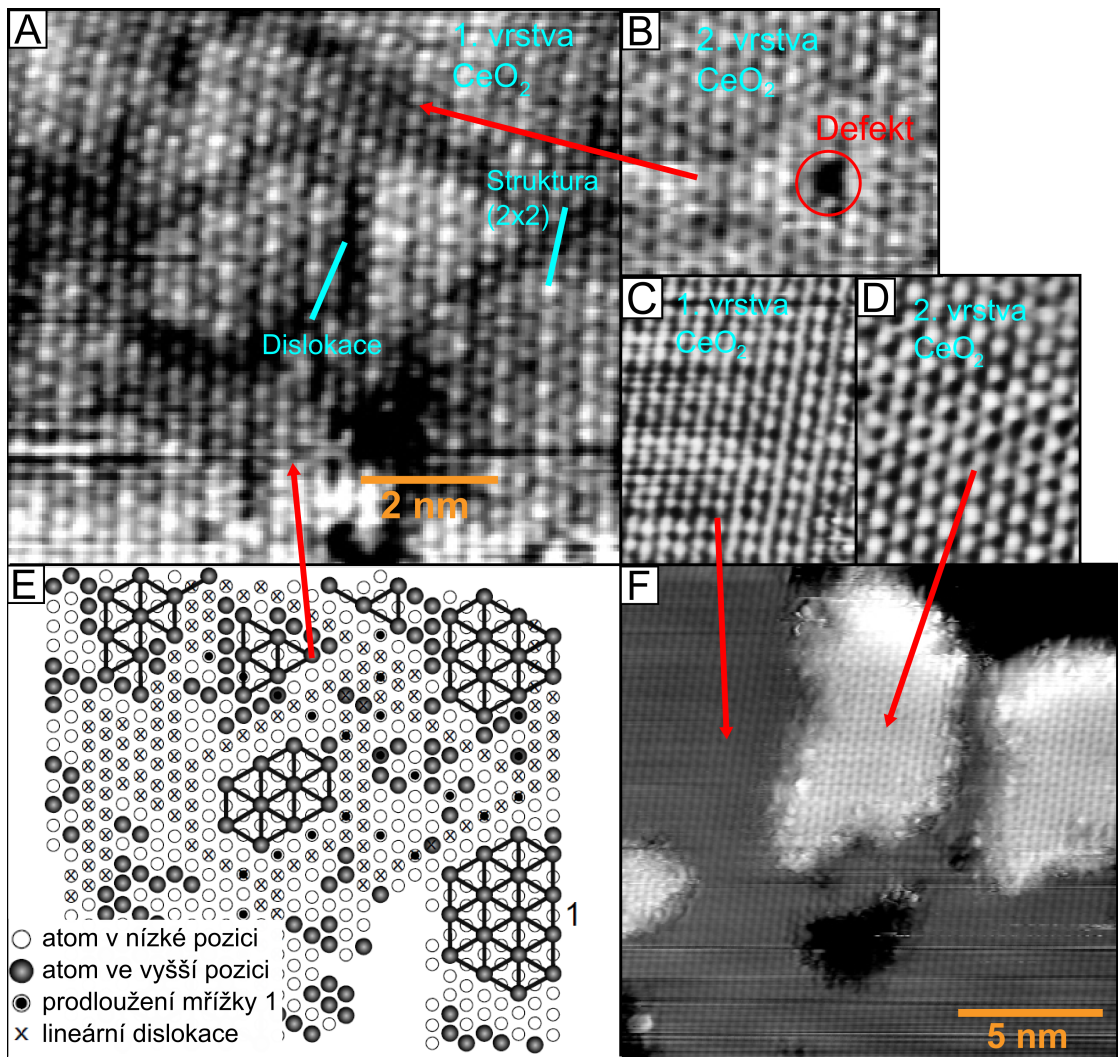 A
1. vrstva
CeO₂
Struktura
(2x2)
Dislokace
2 nm
B
2. vrstva
CeO₂
Defekt
C
1. vrstva
CeO₂
D
2. vrstva
CeO₂
E
1
atom v nízké pozici
atom ve vyšší pozici
prodloužení mřížky 1
lineární dislokace
F
5 nm